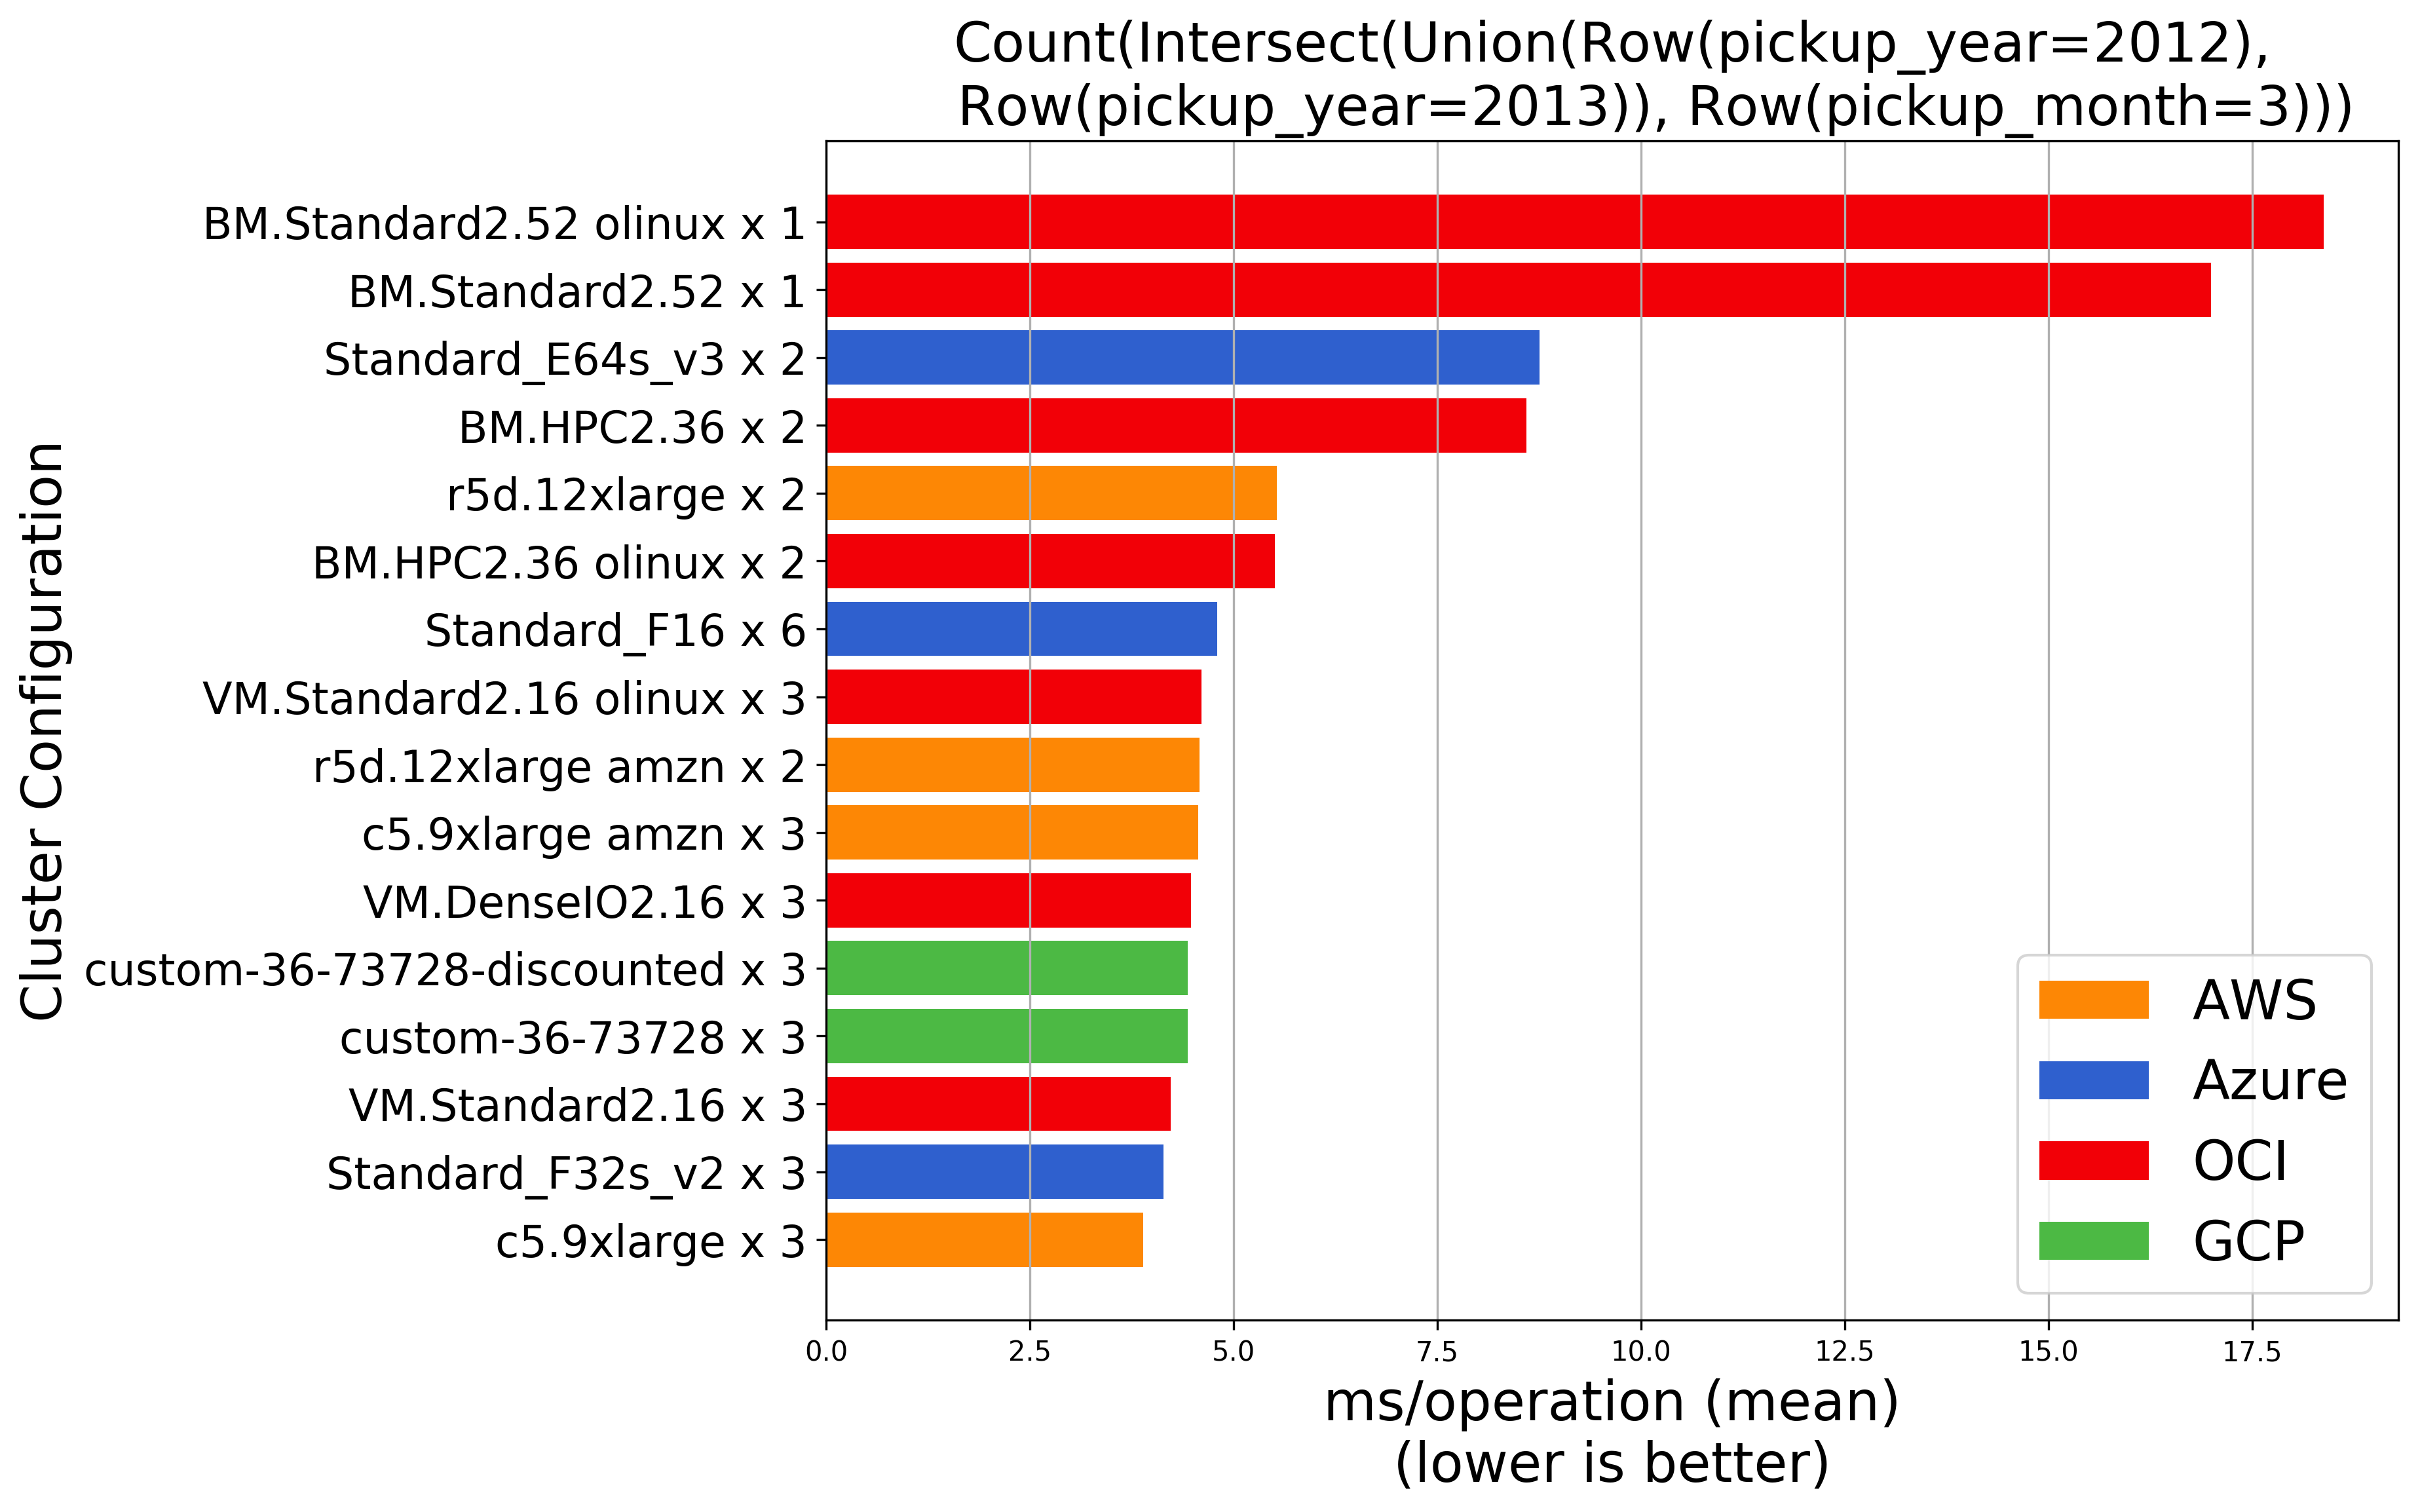 Count(Intersect(Union(Row(pickup_year=2012),
Row(pickup_year=2013)), Row(pickup_month=3)))
Cluster Configuration
BM.Standard2.52 olinux x 1
BM.Standard2.52 x 1
Standard_E64s_v3 x 2
BM.HPC2.36 x 2
r5d.12xlarge x 2
BM.HPC2.36 olinux x 2
Standard_F16 x 6
VM.Standard2.16 olinux x 3
r5d.12xlarge amzn x 2
c5.9xlarge amzn x 3
VM.DenseIO2.16 x 3
custom-36-73728-discounted x 3
custom-36-73728 x 3
VM.Standard2.16 x 3
Standard_F32s_v2 x 3
c5.9xlarge x 3
AWS
Azure
OCI
GCP
0.0 2.5 5.0 7.5 10.0 12.5 15.0 17.5
ms/operation (mean)
(lower is better)